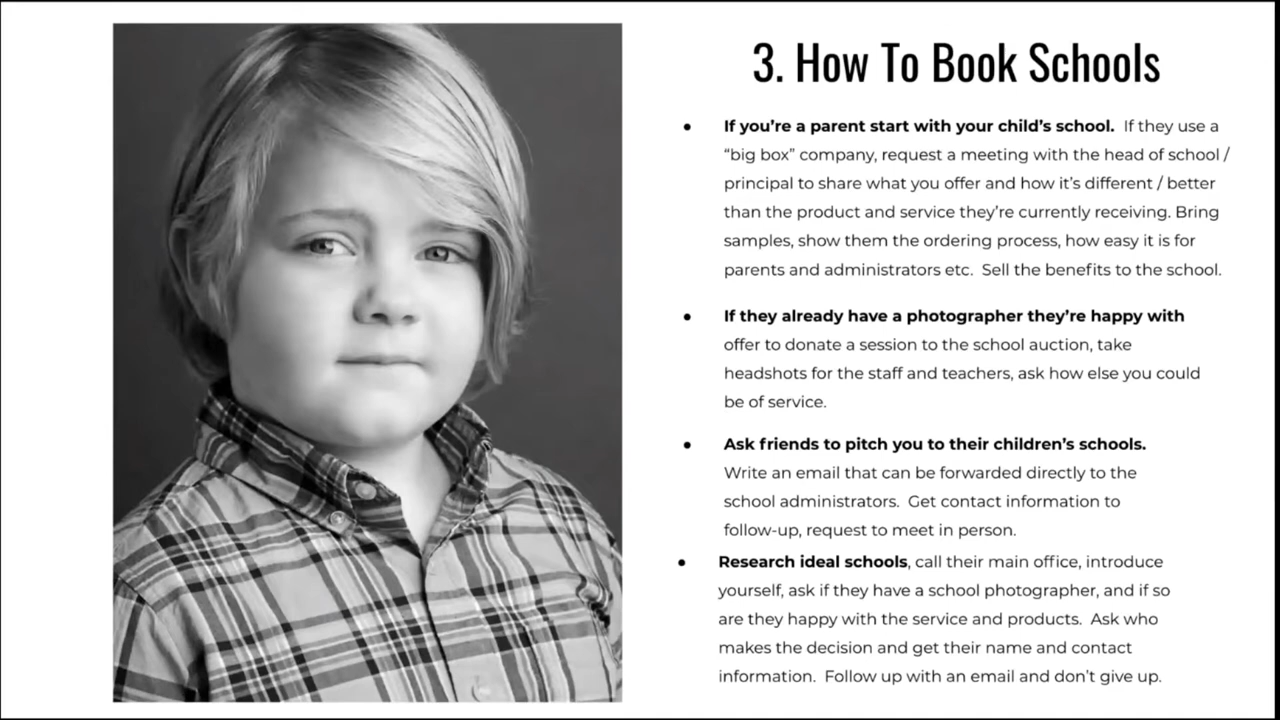 3. How To Book Schools
● If you’re a parent start with your child’s school. If they use a
“big box” company, request a meeting with the head of school /
principal to share what you offer and how it’s different / better
than the product and service they’re currently receiving. Bring
samples, show them the ordering process, how easy it is for
parents and administrators etc. Sell the benefits to the school.
● If they already have a photographer they’re happy with
offer to donate a session to the school auction, take
headshots for the staff and teachers, ask how else you could
be of service.
● Ask friends to pitch you to their children’s schools.
Write an email that can be forwarded directly to the
school administrators. Get contact information to
follow-up, request to meet in person.
● Research ideal schools, call their main office, introduce
yourself, ask if they have a school photographer, and if so
are they happy with the service and products. Ask who
makes the decision and get their name and contact
information. Follow up with an email and don’t give up.